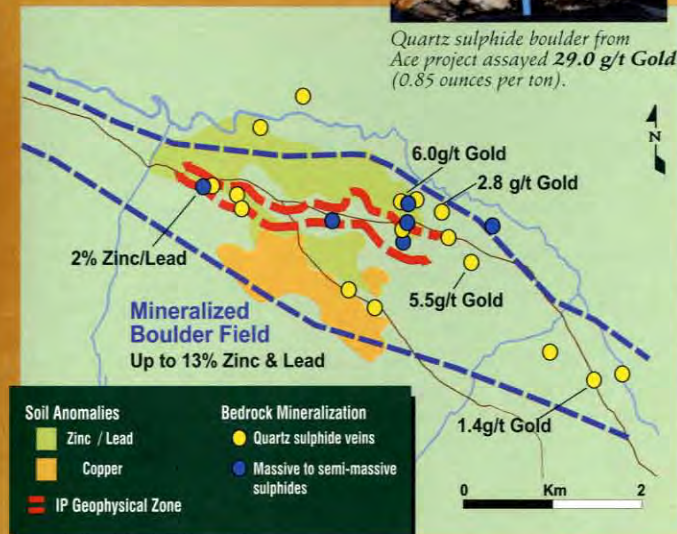 Quartz sulphide boulder from
Ace project assayed 29.0 g/t Gold
(0.85 ounces per ton).
N
6.0g/t Gold
2.8 g/t Gold
2% Zinc/Lead
5.5g/t Gold
Mineralized
Boulder Field
Up to 13% Zinc & Lead
1.4g/t Gold
Soil Anomalies
Zinc / Lead
Copper
IP Geophysical Zone
Bedrock Mineralization
Quartz sulphide veins
Massive to semi-massive
sulphides
0 Km 2